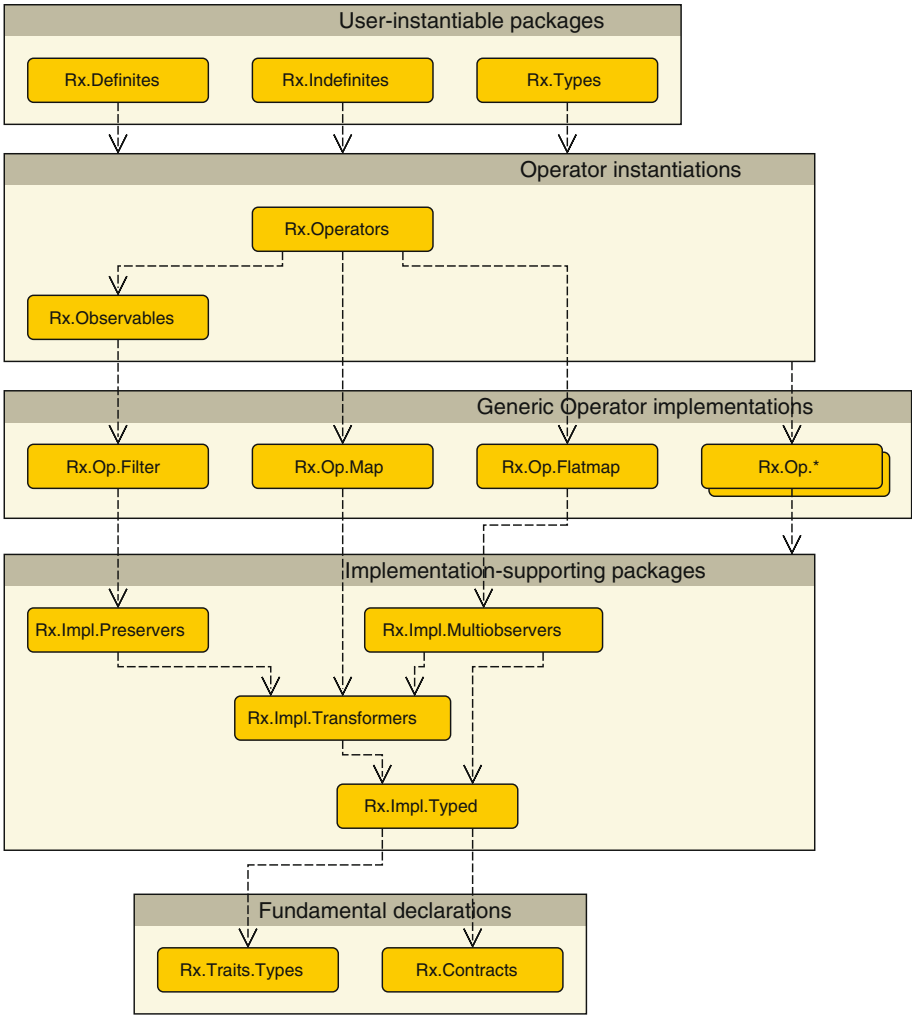 User-instantiable packages
Rx.Definites
Rx.Indefinites
Rx.Types
Operator instantiations
Rx.Operators
Rx.Observables
Generic Operator implementations
Rx.Op.Filter
Rx.Op.Map
Rx.Op.Flatmap
Rx.Op.*
Implementation-supporting packages
Rx.Impl.Preservers
Rx.Impl.Multiobservers
Rx.Impl.Transformers
Rx.Impl.Typed
Fundamental declarations
Rx.Traits.Types
Rx.Contracts